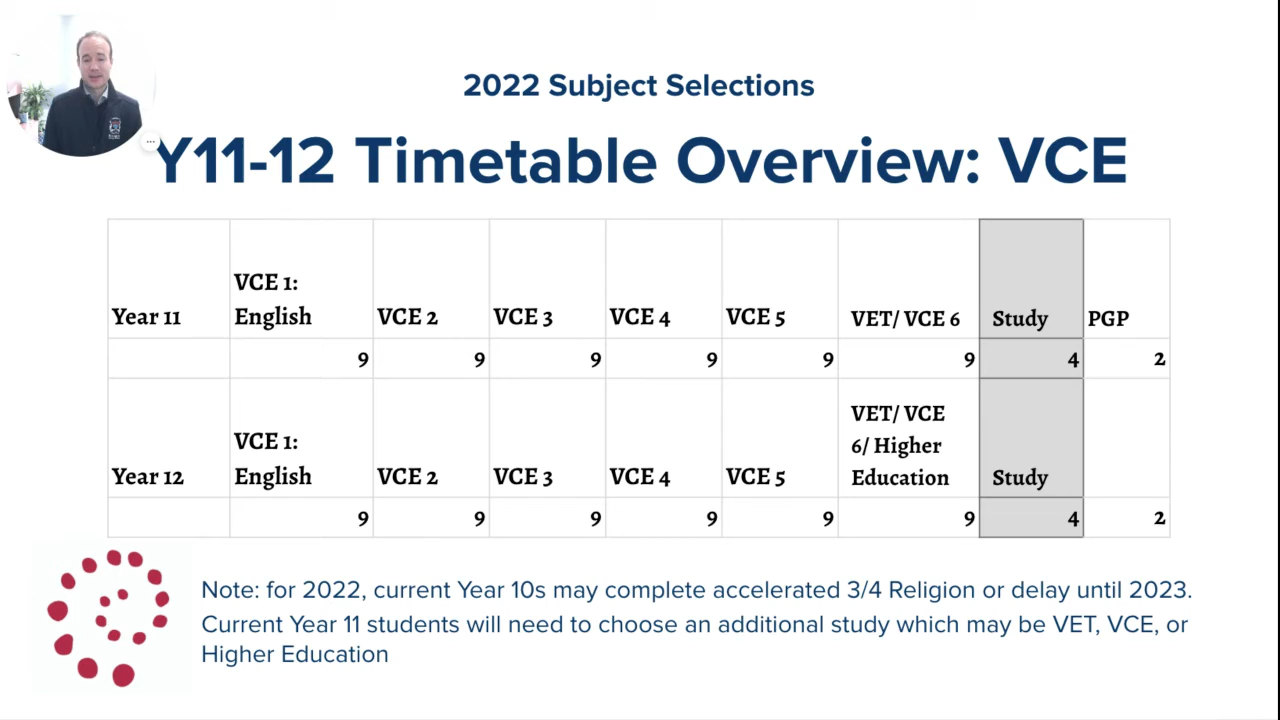 2022 Subject Selections
Y11-12 Timetable Overview: VCE
VCE 1:
Year 11 English VCE 2 VCE 3 VCE 4 VCE 5 VET/ VCE 6 Study PGP
9 9 9 9 9 9 4 2
VET/ VCE
VCE 1: 6/ Higher
Year 12 English VCE 2 VCE 3 VCE 4 VCE 5 Education Study
9 9 9 9 9 9 4 2
Note: for 2022, current Year 10s may complete accelerated 3/4 Religion or delay until 2023.
Current Year 11 students will need to choose an additional study which may be VET, VCE, or
Higher Education